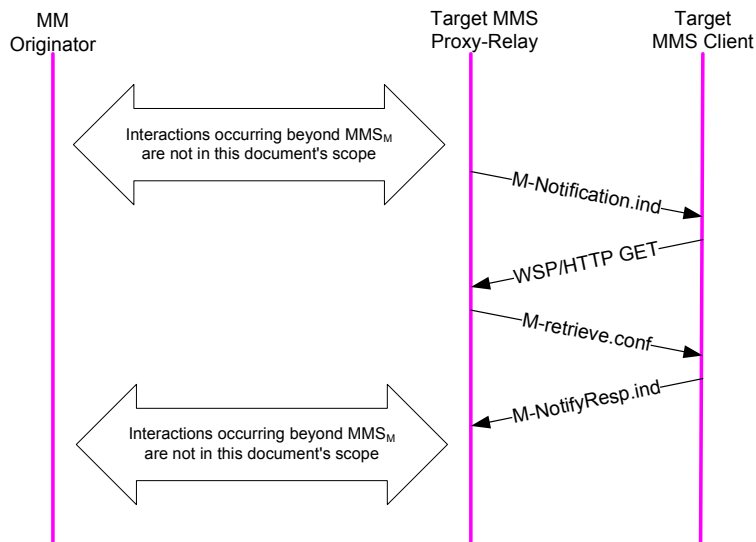 MM
Originator
Target MMS
Proxy-Relay
Target
MMS Client
Interactions occurring beyond MMSM
are not in this document's scope
M-Notification.ind
WSP/HTTP GET
M-retrieve.conf
M-NotifyResp.ind
Interactions occurring beyond MMSM
are not in this document's scope